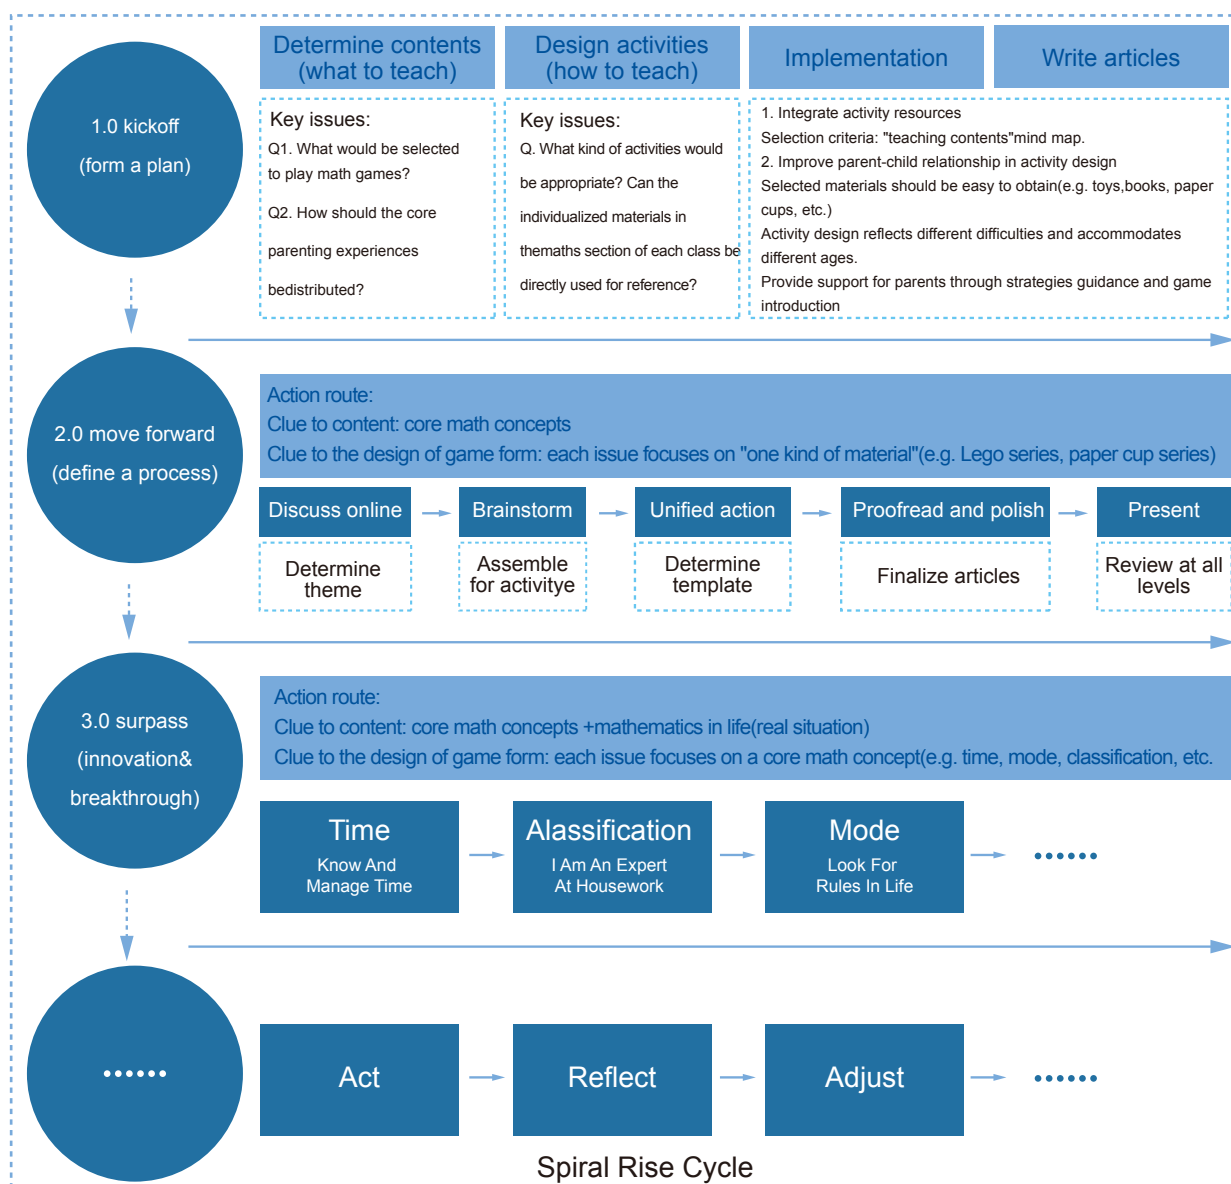 1.0 kickoff
(form a plan)
Determine contents
(what to teach)
Design activities
(how to teach)
Implementation
Write articles
Key issues:
Q1. What would be selected
to play math games?
Q2. How should the core
parenting experiences
bedistributed?
Key issues:
Q. What kind of activities would
be appropriate? Can the
individualized materials in
themaths section of each class be
directly used for reference?
1. Integrate activity resources
Selection criteria: "teaching contents"mind map.
2. Improve parent-child relationship in activity design
Selected materials should be easy to obtain(e.g. toys,books, paper
cups, etc.)
Activity design reflects different difficulties and accommodates
different ages.
Provide support for parents through strategies guidance and game
introduction
2.0 move forward
(define a process)
Action route:
Clue to content: core math concepts
Clue to the design of game form: each issue focuses on "one kind of material"(e.g. Lego series, paper cup series)
Discuss online
Brainstorm
Unified action
Proofread and polish
Present
Determine
theme
Assemble
for activitye
Determine
template
Finalize articles
Review at all
levels
3.0 surpass
(innovation&
breakthrough)
Action route:
Clue to content: core math concepts +mathematics in life(real situation)
Clue to the design of game form: each issue focuses on a core math concept(e.g. time, mode, classification, etc.
Time
Know And
Manage Time
Alassification
I Am An Expert
At Housework
Mode
Look For
Rules In Life
••••••
••••••
Act
Reflect
Adjust
••••••
Spiral Rise Cycle